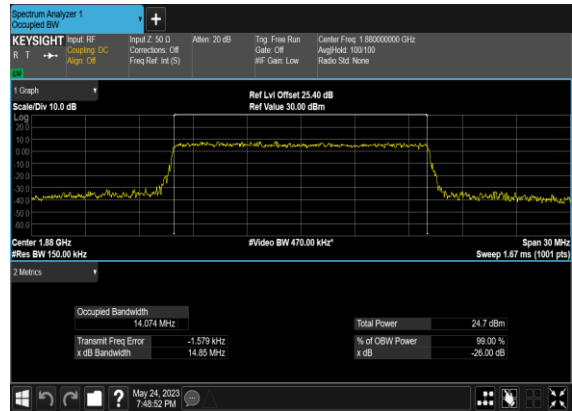 Spectrum Analyzer 1
Occupied BW
+
KEYSIGHT Input: RF Input Z: 50 Ω Atten: 20 dB Trig: Free Run Center Freq: 1.880000000 GHz
R T Coupling: DC Corrections: Off Gate: Off Avg|Hold: 100/100
Align: Off Freq Ref: Int (S) #IF Gain: Low Radio Std: None
1 Graph
Ref Lvl Offset 25.40 dB
Scale/Div 10.0 dB Ref Value 30.00 dBm
Log
20.0
10.0
0.00
-10.0
-20.0
-30.0
-40.0
-50.0
-60.0
Center 1.88 GHz #Video BW 470.00 kHz* Span 30 MHz
#Res BW 150.00 kHz Sweep 1.67 ms (1001 pts)
2 Metrics
Occupied Bandwidth
14.074 MHz Total Power 24.7 dBm
Transmit Freq Error -1.579 kHz % of OBW Power 99.00 %
x dB Bandwidth 14.85 MHz x dB -26.00 dB
? May 24, 2023
7:48:52 PM